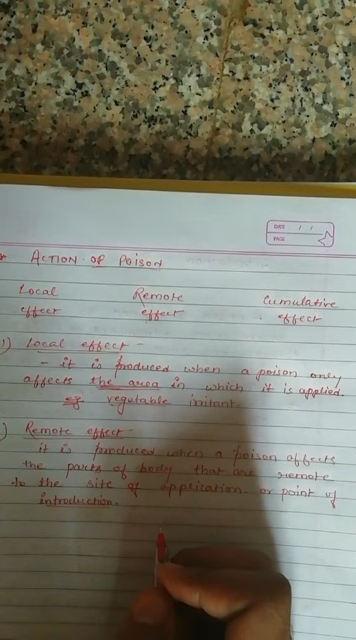 DATE / /
PAGE
* ACTION OF POISON
Local Remote Cumulative
effect effect effect
1) Local effect -
- it is produced when a poison only
affects the area in which it is applied.
eg vegetable irritant
) Remote effect -
it is produced when a poison affects
the parts of body that are remote
to the site of application or point of
introduction.